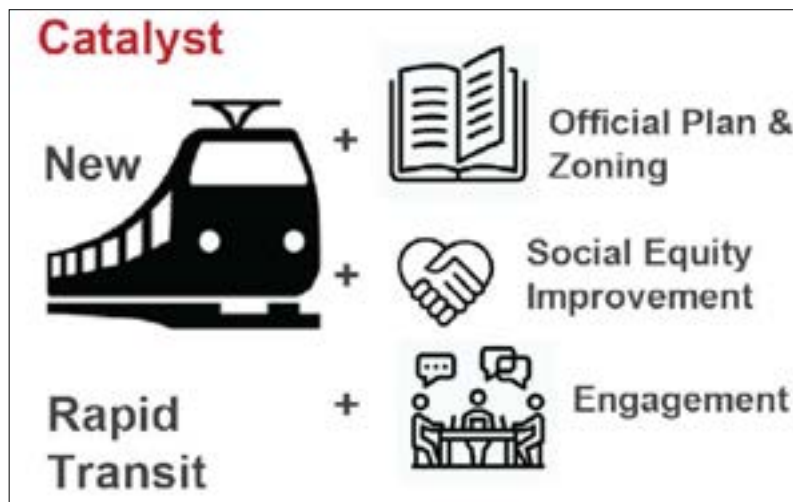 Catalyst
New
Rapid
Transit
+
Official Plan &
Zoning
+
Social Equity
Improvement
+
Engagement